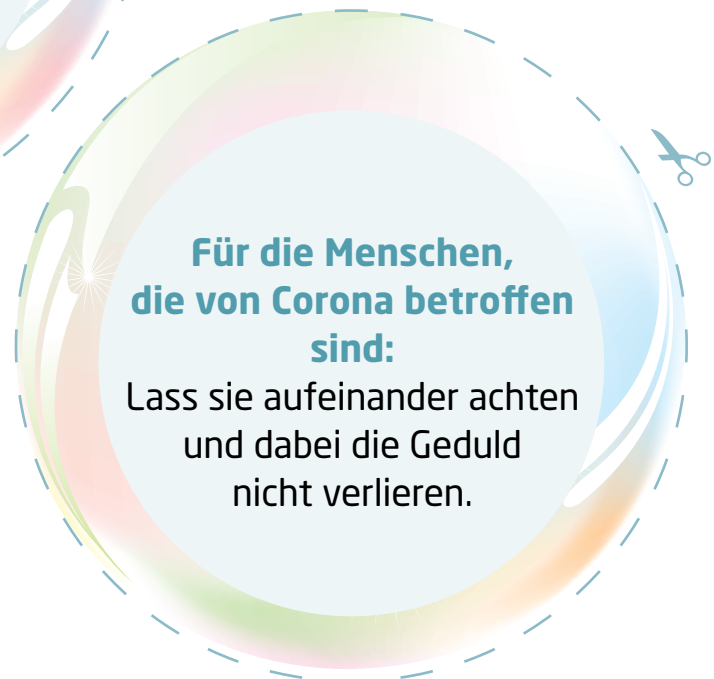 Für die Menschen,
die von Corona betroffen
sind:
Lass sie aufeinander achten
und dabei die Geduld
nicht verlieren.